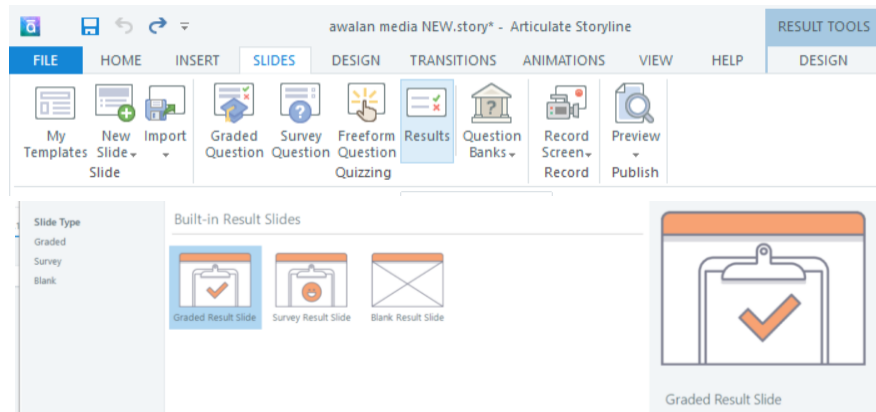 awalan media NEW.story* - Articulate Storyline
RESULT TOOLS
FILE HOME INSERT SLIDES DESIGN TRANSITIONS ANIMATIONS VIEW HELP DESIGN
My Templates
New Slide
Import
Slide
Graded Question
Survey Question
Freeform Question
Results
Question Banks
Quizzing
Record Screen
Record
Preview
Publish
Slide Type
Graded
Survey
Blank
Built-in Result Slides
Graded Result Slide
Survey Result Slide
Blank Result Slide
Graded Result Slide